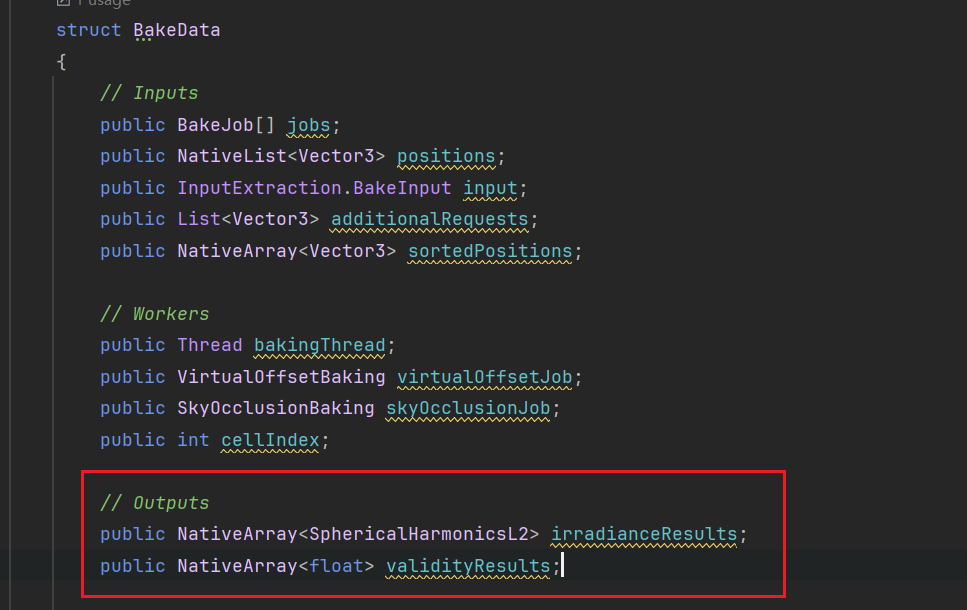 1 usage
struct BakeData
{
// Inputs
public BakeJob[] jobs;
public NativeList<Vector3> positions;
public InputExtraction.BakeInput input;
public List<Vector3> additionalRequests;
public NativeArray<Vector3> sortedPositions;
// Workers
public Thread bakingThread;
public VirtualOffsetBaking virtualOffsetJob;
public SkyOcclusionBaking skyOcclusionJob;
public int cellIndex;
// Outputs
public NativeArray<SphericalHarmonicsL2> irradianceResults;
public NativeArray<float> validityResults;